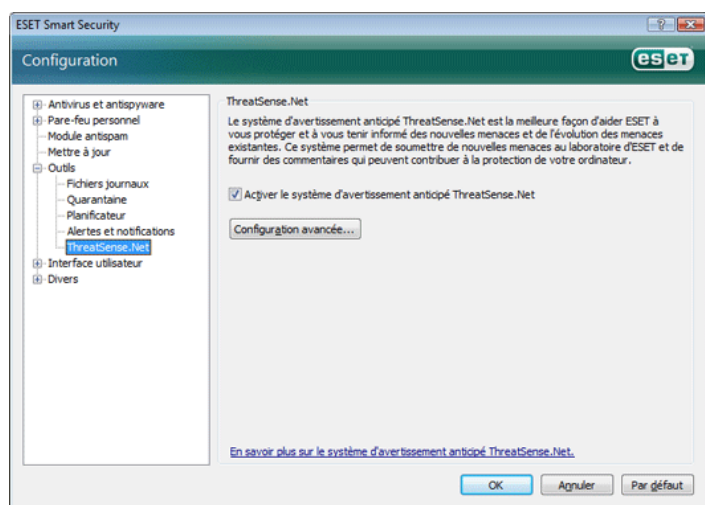 ESET Smart Security
Configuration
eset
Antivirus et antispyware
Pare-feu personnel
Module antispam
Mettre à jour
Outils
Fichiers journaux
Quarantaine
Planificateur
Alertes et notifications
ThreatSense.Net
Interface utilisateur
Divers
ThreatSense.Net
Le système d'avertissement anticipé ThreatSense.Net est la meilleure façon d'aider ESET à
vous protéger et à vous tenir informé des nouvelles menaces et de l'évolution des menaces
existantes. Ce système permet de soumettre de nouvelles menaces au laboratoire d'ESET et de
fournir des commentaires qui peuvent contribuer à la protection de votre ordinateur.
Activer le système d'avertissement anticipé ThreatSense.Net
Configuration avancée...
En savoir plus sur le système d'avertissement anticipé ThreatSense.Net.
OK
Annuler
Par défaut